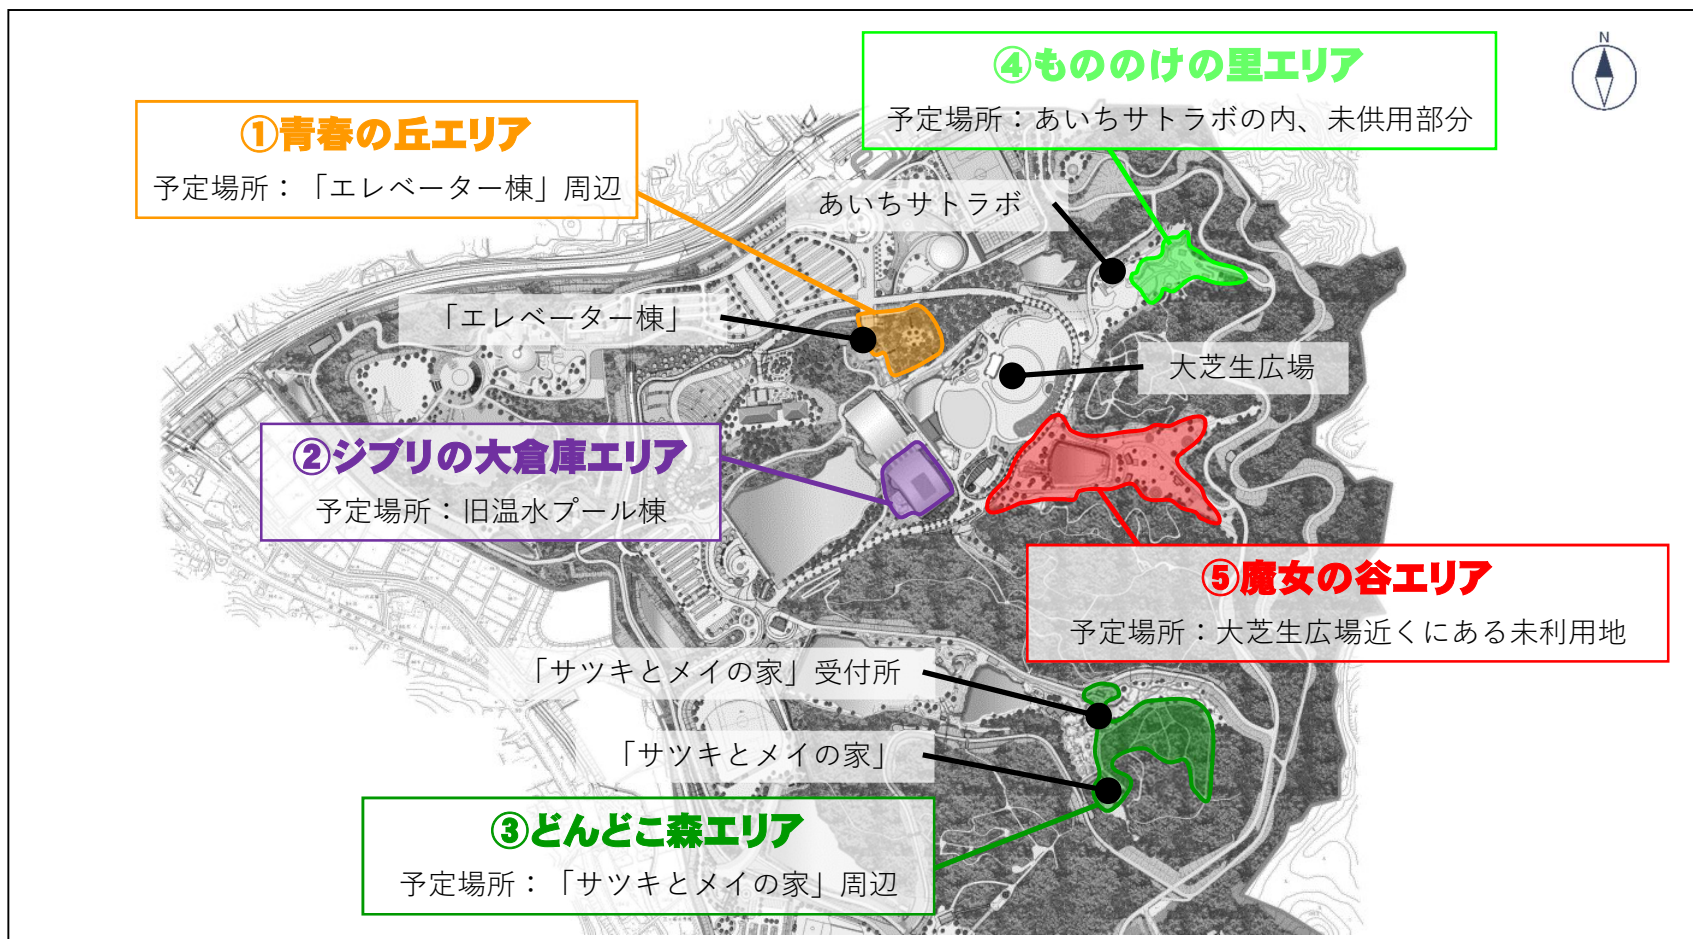 N
④もののけの里エリア
予定場所：あいちサトラボの内、未供用部分
①青春の丘エリア
予定場所：「エレベーター棟」周辺
あいちサトラボ
「エレベーター棟」
大芝生広場
②ジブリの大倉庫エリア
予定場所：旧温水プール棟
⑤魔女の谷エリア
予定場所：大芝生広場近くにある未利用地
「サツキとメイの家」受付所
「サツキとメイの家」
③どんどこ森エリア
予定場所：「サツキとメイの家」周辺